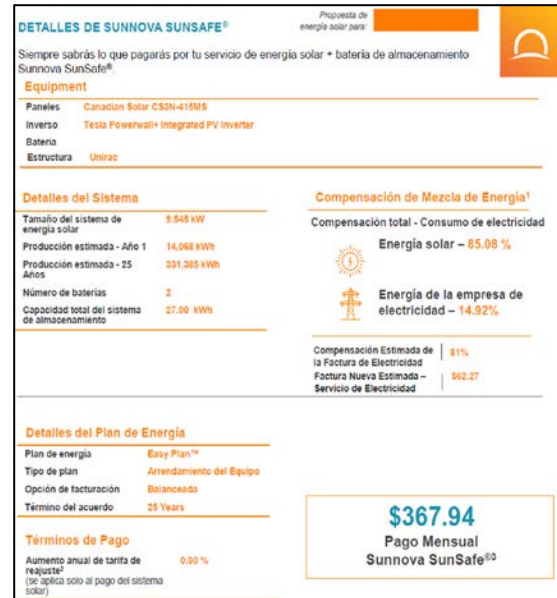 DETALLES DE SUNNOVA SUNSAFE®
Propuesta de
energía solar para:
Siempre sabrás lo que pagarás por tu servicio de energía solar + batería de almacenamiento
Sunnova SunSafe®.
Equipment
Paneles Canadian Solar CS3N-415MS
Inverso Tesla Powerwall+ Integrated PV Inverter
Bateria
Estructura Unirac
Detalles del Sistema
Tamaño del sistema de
energía solar 9.545 kW
Producción estimada - Año 1 14,068 kWh
Producción estimada - 25
Años 331,385 kWh
Número de baterías 2
Capacidad total del sistema
de almacenamiento 27.00 kWh
Compensación de Mezcla de Energía¹
Compensación total - Consumo de electricidad
Energía solar – 85.08 %
Energía de la empresa de
electricidad – 14.92%
Compensación Estimada de
la Factura de Electricidad
Factura Nueva Estimada –
Servicio de Electricidad $62.27
Detalles del Plan de Energía
Plan de energía Easy Plan™
Tipo de plan Arrendamiento del Equipo
Opción de facturación Balanceada
Término del acuerdo 25 Years
Términos de Pago
Aumento anual de tarifa de
reajuste² 0.00 %
(se aplica solo al pago del sistema
solar)
$367.94
Pago Mensual
Sunnova SunSafe®³